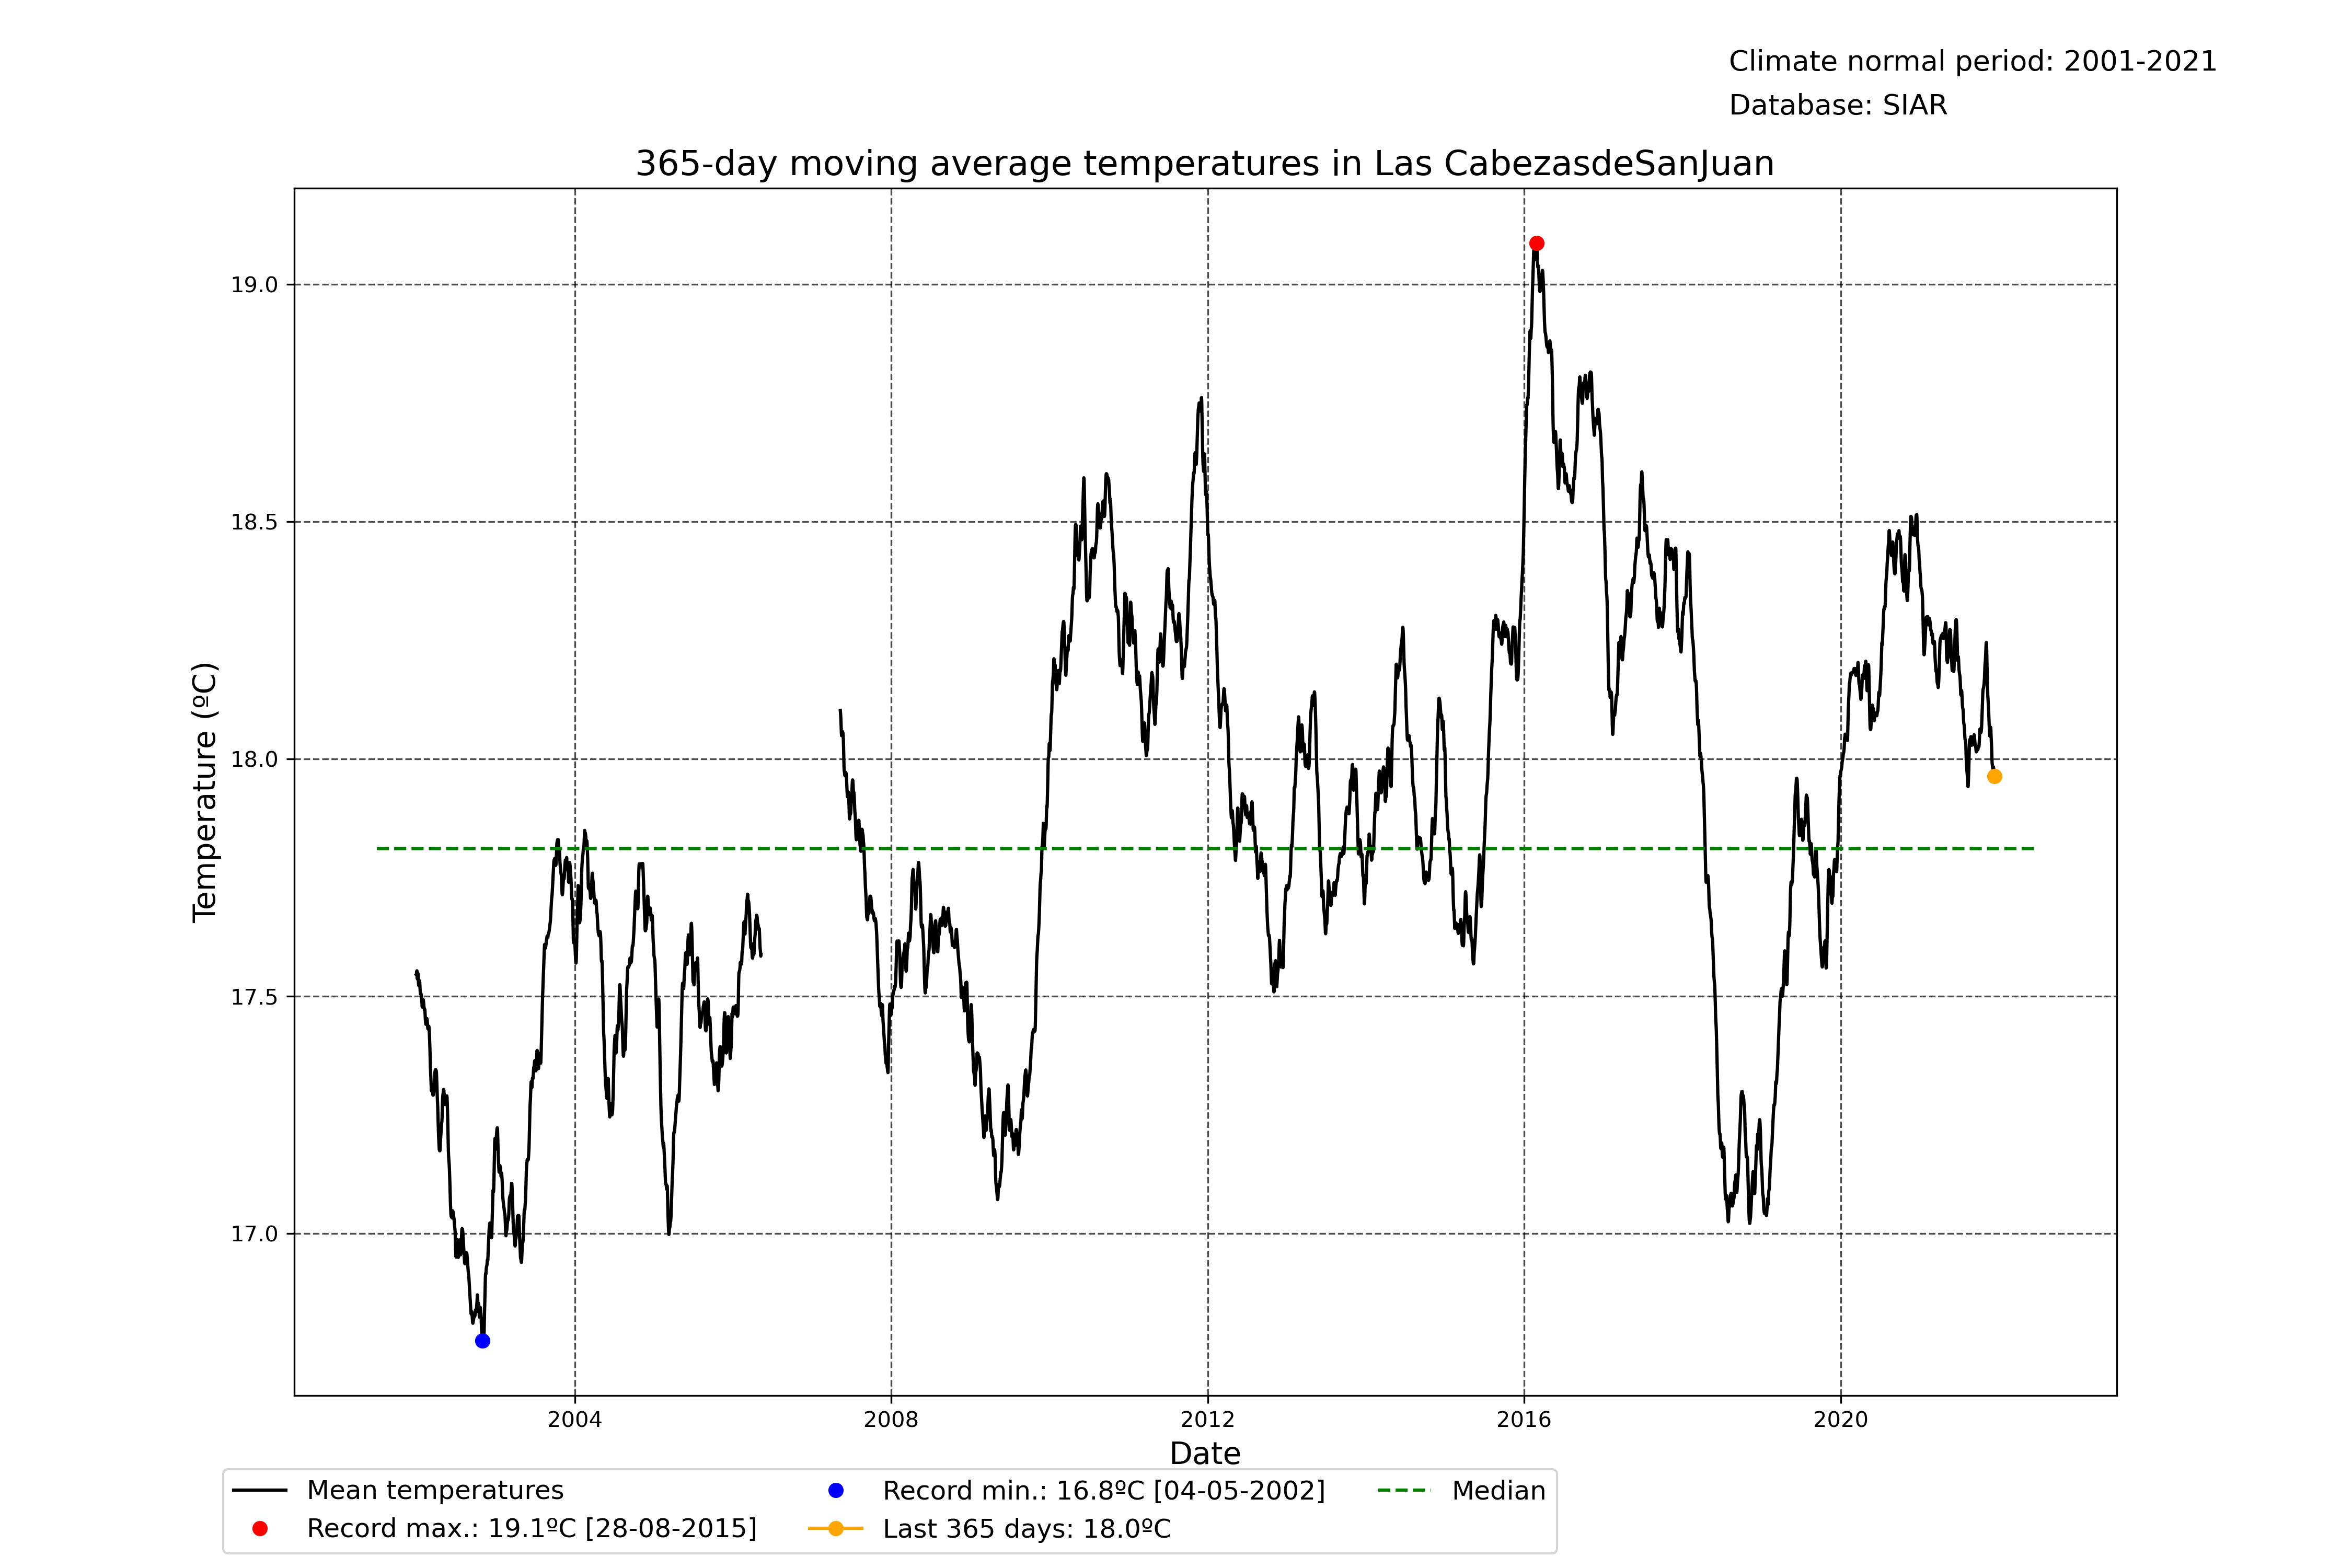 Climate normal period: 2001-2021
Database: SIAR
365-day moving average temperatures in Las CabezasdeSanJuan
Temperature (ºC)
19.0
18.5
18.0
17.5
17.0
2004 2008 2012 2016 2020
Date
Mean temperatures
Record max.: 19.1ºC [28-08-2015]
Record min.: 16.8ºC [04-05-2002]
Last 365 days: 18.0ºC
Median